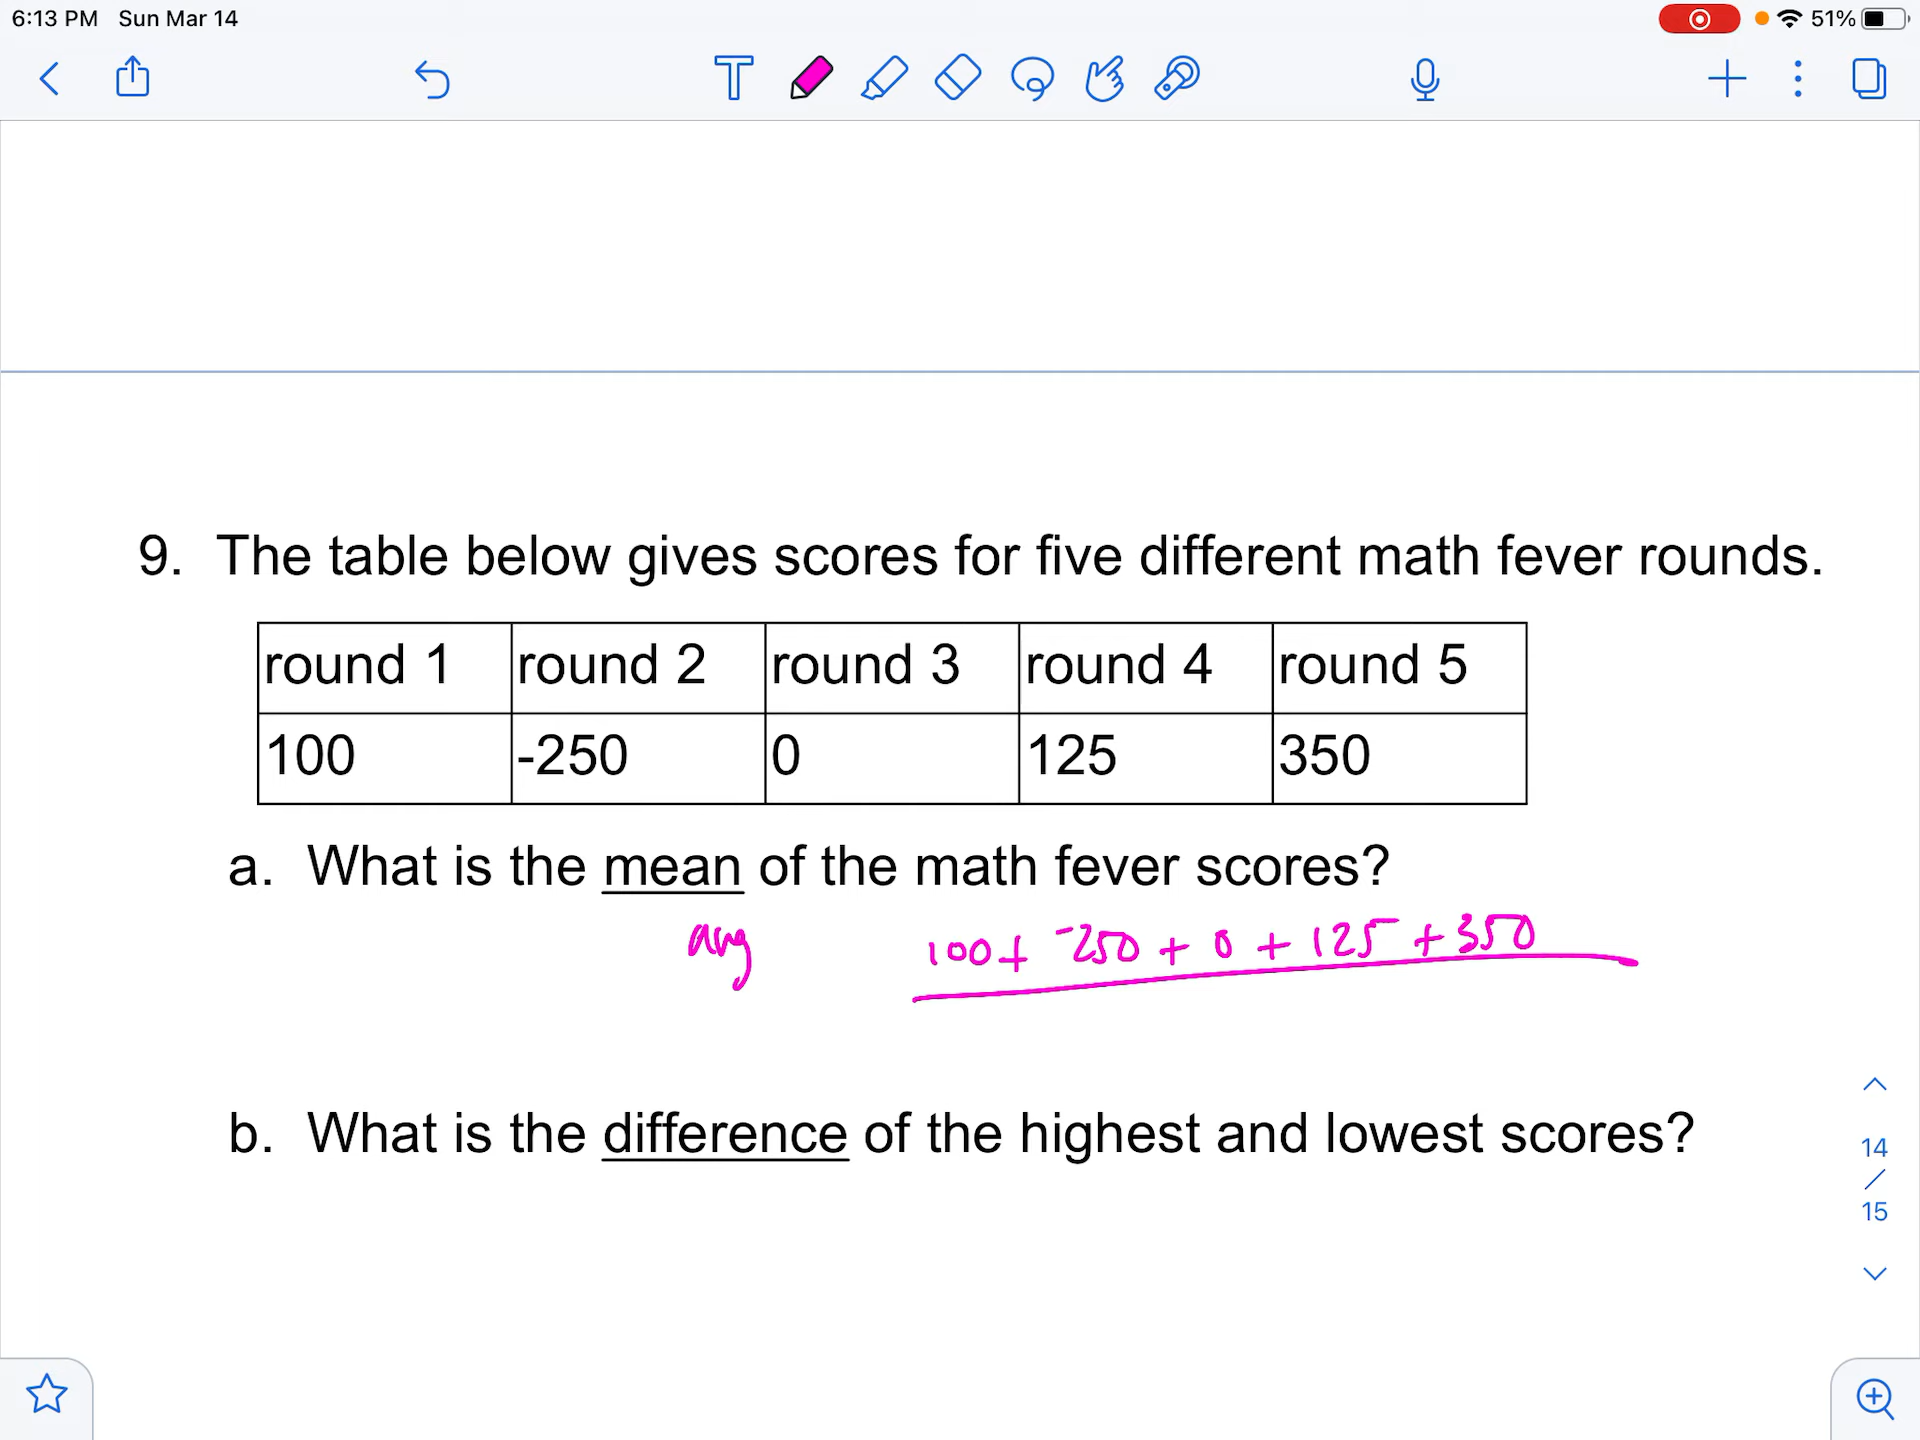 6:13 PM Sun Mar 14
51%
T
9. The table below gives scores for five different math fever rounds.
round 1 round 2 round 3 round 4 round 5
100 -250 0 125 350
a. What is the mean of the math fever scores?
avg 100 + -250 + 0 + 125 + 350
b. What is the difference of the highest and lowest scores?
14
/
15